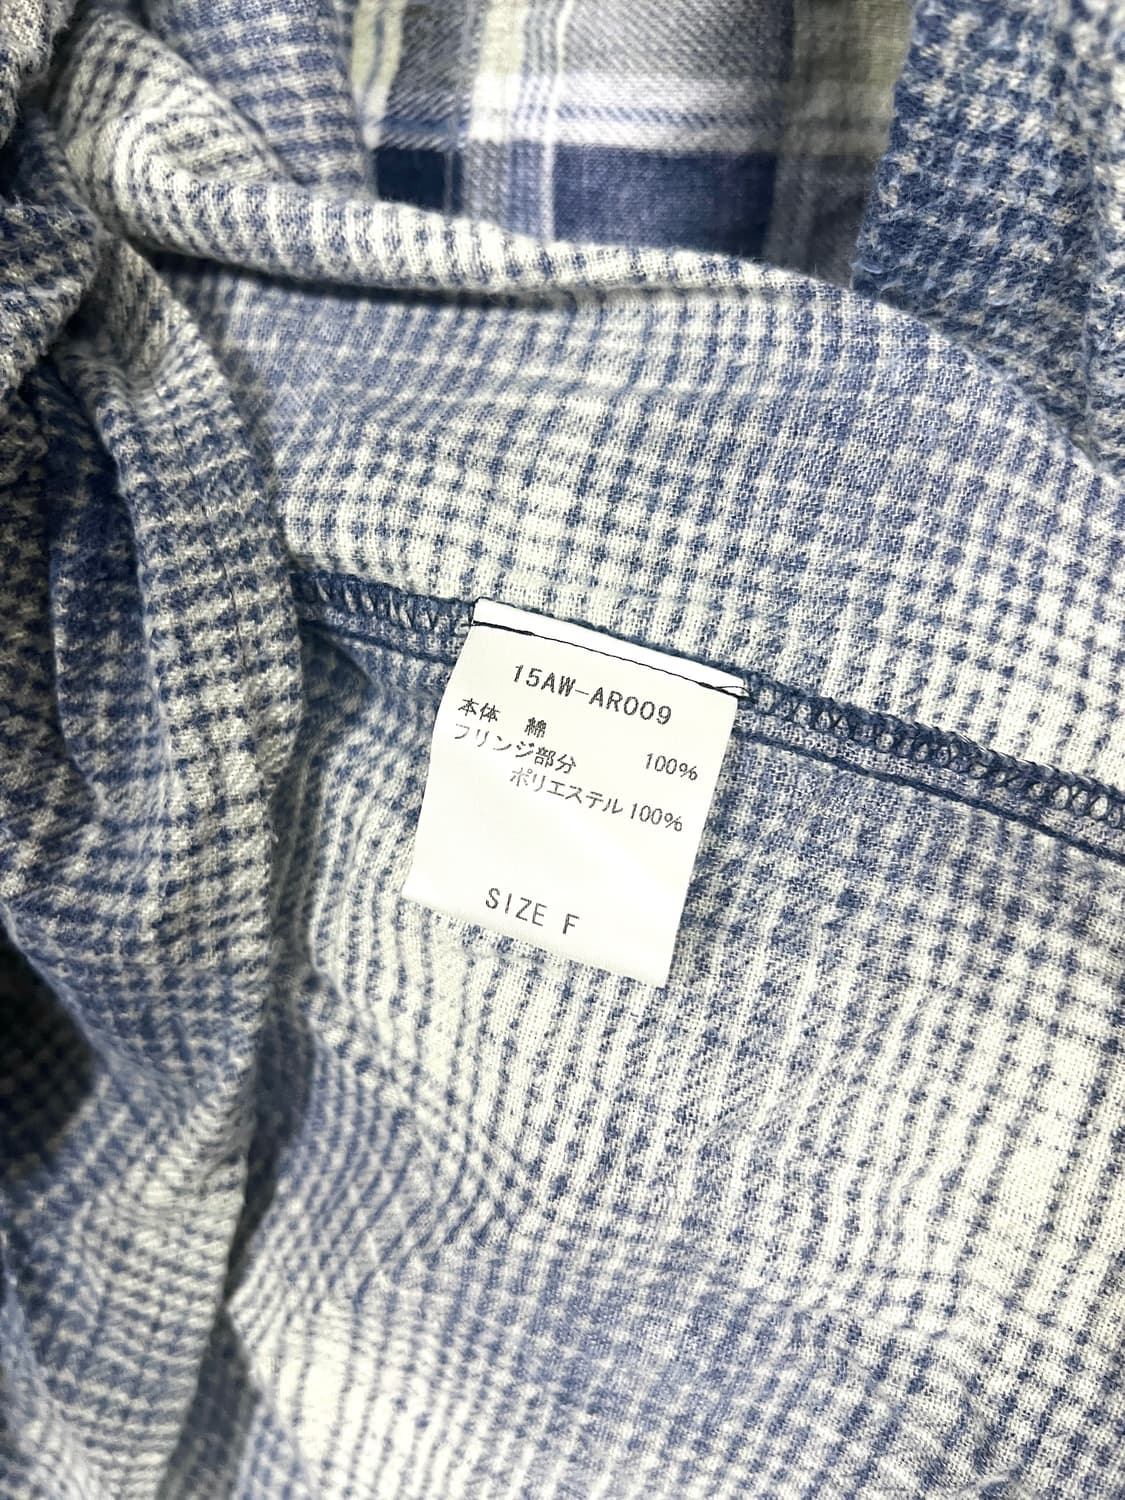 15AW-AR009
本体 綿 100%
フリンジ部分
ポリエステル 100%
SIZE F